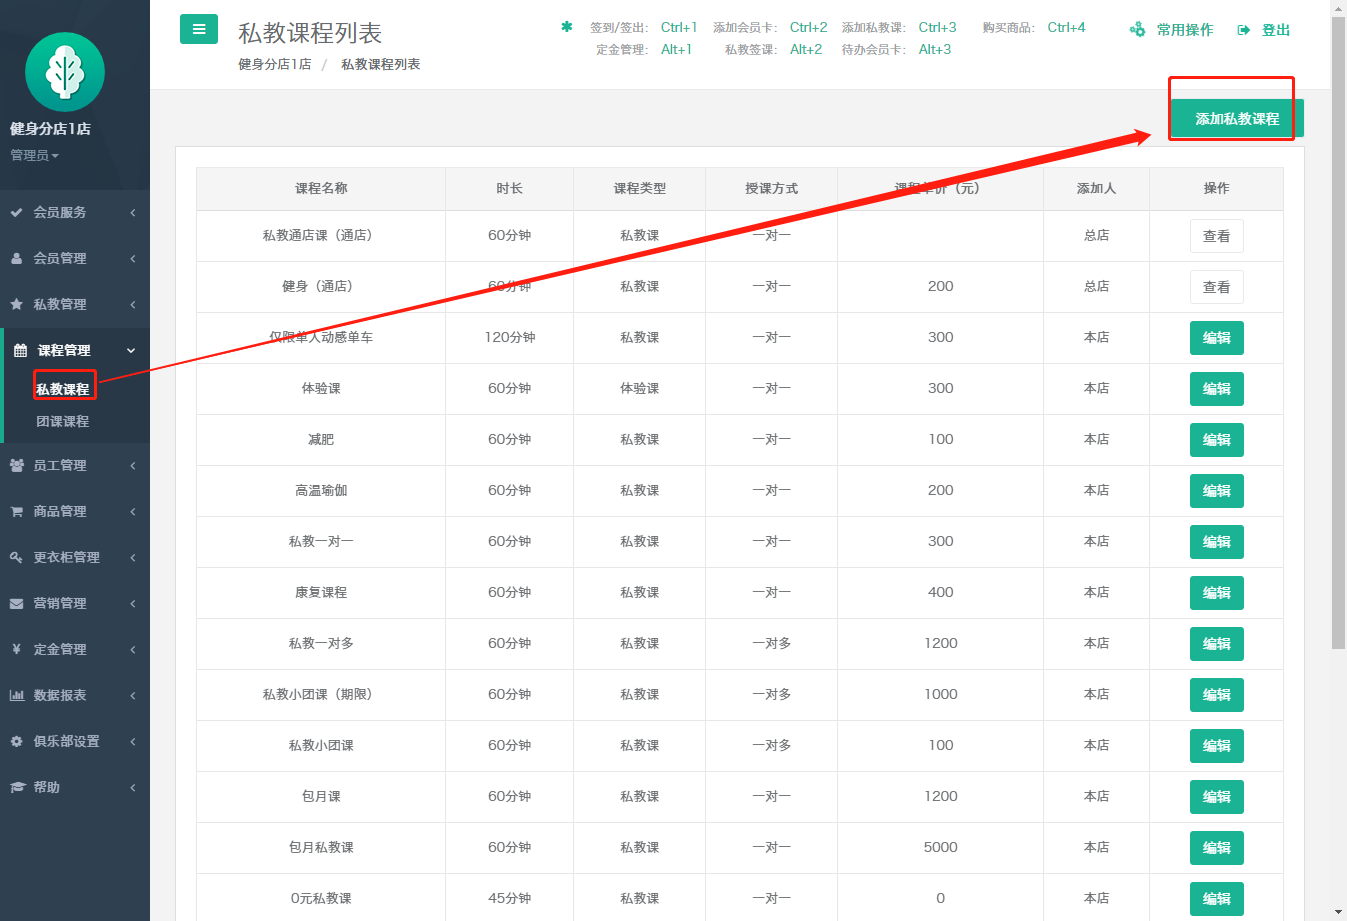 私教课程列表
健身分店1店 / 私教课程列表
签到/签出: Ctrl+1 添加会员卡: Ctrl+2 添加私教课: Ctrl+3 购买商品: Ctrl+4
定金管理: Alt+1 私教签课: Alt+2 待办会员卡: Alt+3
常用操作 登出
健身分店1店
管理员
会员服务
会员管理
私教管理
课程管理
私教课程
团课课程
员工管理
商品管理
更衣柜管理
营销管理
¥ 定金管理
数据报表
俱乐部设置
帮助
添加私教课程
课程名称 时长 课程类型 授课方式 课程单价（元） 添加人 操作
私教通店课（通店） 60分钟 私教课 一对一 总店 查看
健身（通店） 60分钟 私教课 一对一 200 总店 查看
仅限单人动感单车 120分钟 私教课 一对一 300 本店 编辑
体验课 60分钟 体验课 一对一 300 本店 编辑
减肥 60分钟 私教课 一对一 100 本店 编辑
高温瑜伽 60分钟 私教课 一对一 200 本店 编辑
私教一对一 60分钟 私教课 一对一 300 本店 编辑
康复课程 60分钟 私教课 一对一 400 本店 编辑
私教一对多 60分钟 私教课 一对多 1200 本店 编辑
私教小团课（期限） 60分钟 私教课 一对多 1000 本店 编辑
私教小团课 60分钟 私教课 一对多 100 本店 编辑
包月课 60分钟 私教课 一对一 1200 本店 编辑
包月私教课 60分钟 私教课 一对一 5000 本店 编辑
0元私教课 45分钟 私教课 一对一 0 本店 编辑